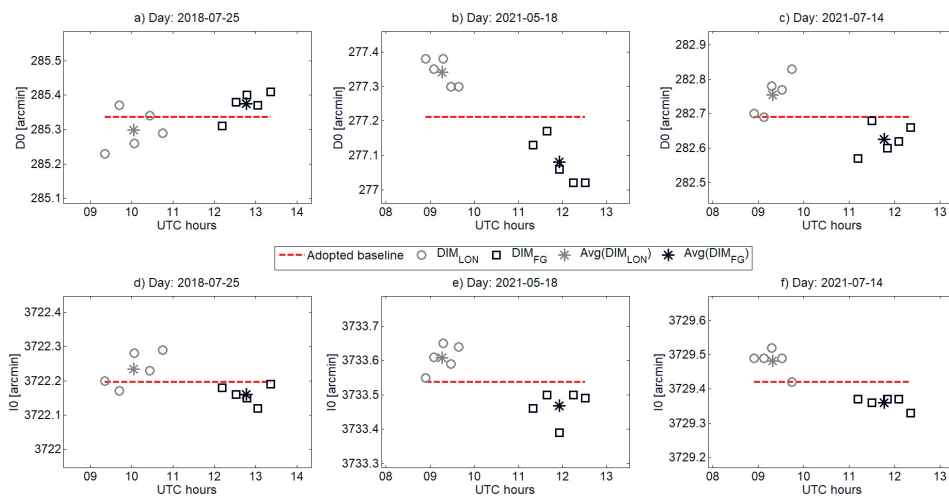 a) Day: 2018-07-25
b) Day: 2021-05-18
c) Day: 2021-07-14
D0 [arcmin]
285.5
285.4
285.3
285.2
285.1
09 10 11 12 13 14
UTC hours
D0 [arcmin]
277.4
277.3
277.2
277.1
277
08 09 10 11 12 13
UTC hours
D0 [arcmin]
282.9
282.8
282.7
282.6
282.5
08 09 10 11 12 13
UTC hours
Adopted baseline DIM_LON DIM_FG Avg(DIM_LON) Avg(DIM_FG)
d) Day: 2018-07-25
e) Day: 2021-05-18
f) Day: 2021-07-14
I0 [arcmin]
3722.4
3722.3
3722.2
3722.1
3722
09 10 11 12 13 14
UTC hours
I0 [arcmin]
3733.7
3733.6
3733.5
3733.4
3733.3
08 09 10 11 12 13
UTC hours
I0 [arcmin]
3729.6
3729.5
3729.4
3729.3
3729.2
08 09 10 11 12 13
UTC hours